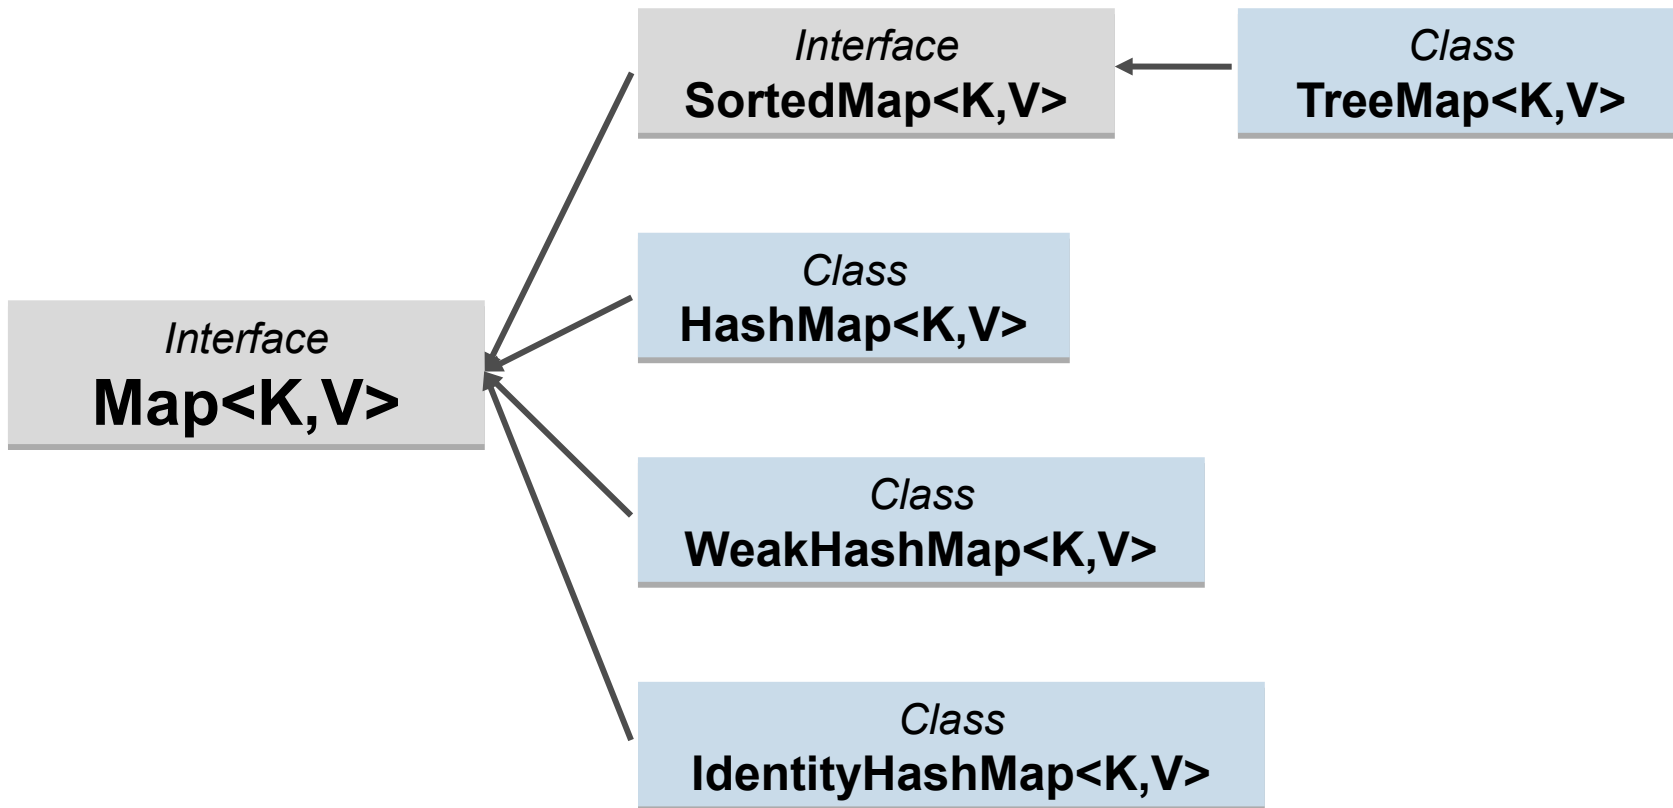 Interface
SortedMap<K,V>
Class
TreeMap<K,V>
Class
HashMap<K,V>
Interface
Map<K,V>
Class
WeakHashMap<K,V>
Class
IdentityHashMap<K,V>